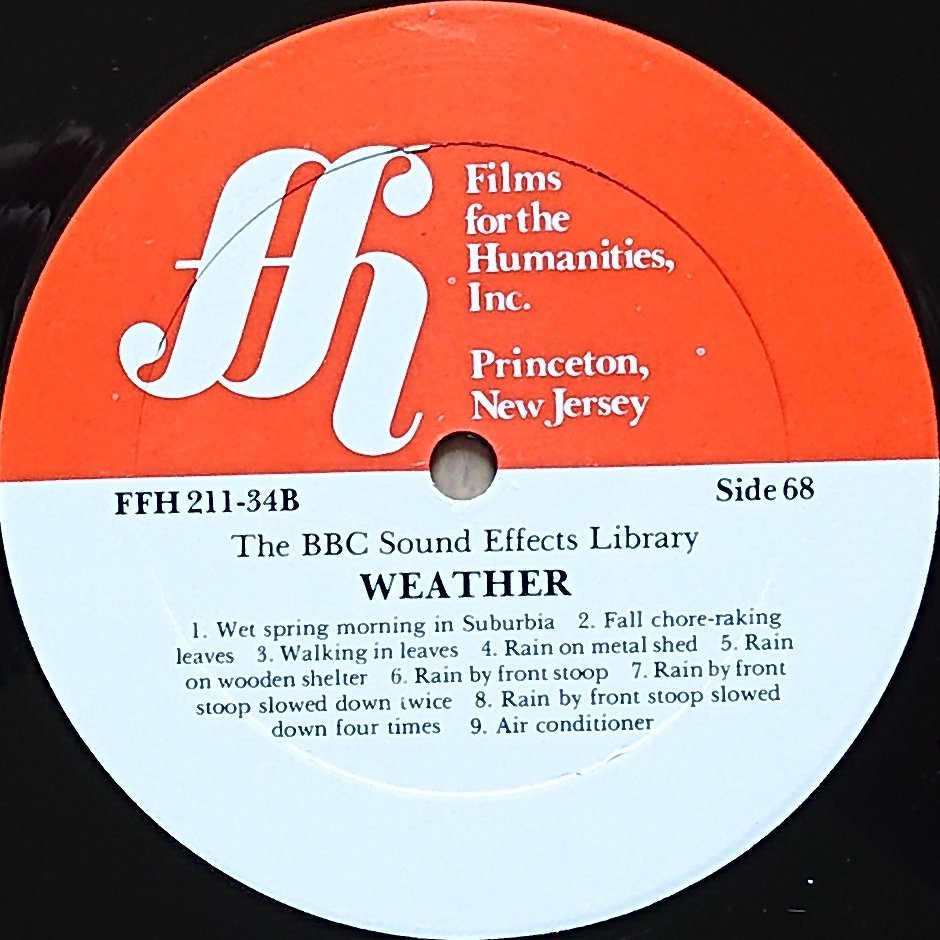 ffh
Films
for the
Humanities,
Inc.
Princeton,
New Jersey
FFH 211-34B
Side 68
The BBC Sound Effects Library
WEATHER
1. Wet spring morning in Suburbia 2. Fall chore-raking
leaves 3. Walking in leaves 4. Rain on metal shed 5. Rain
on wooden shelter 6. Rain by front stoop 7. Rain by front
stoop slowed down twice 8. Rain by front stoop slowed
down four times 9. Air conditioner